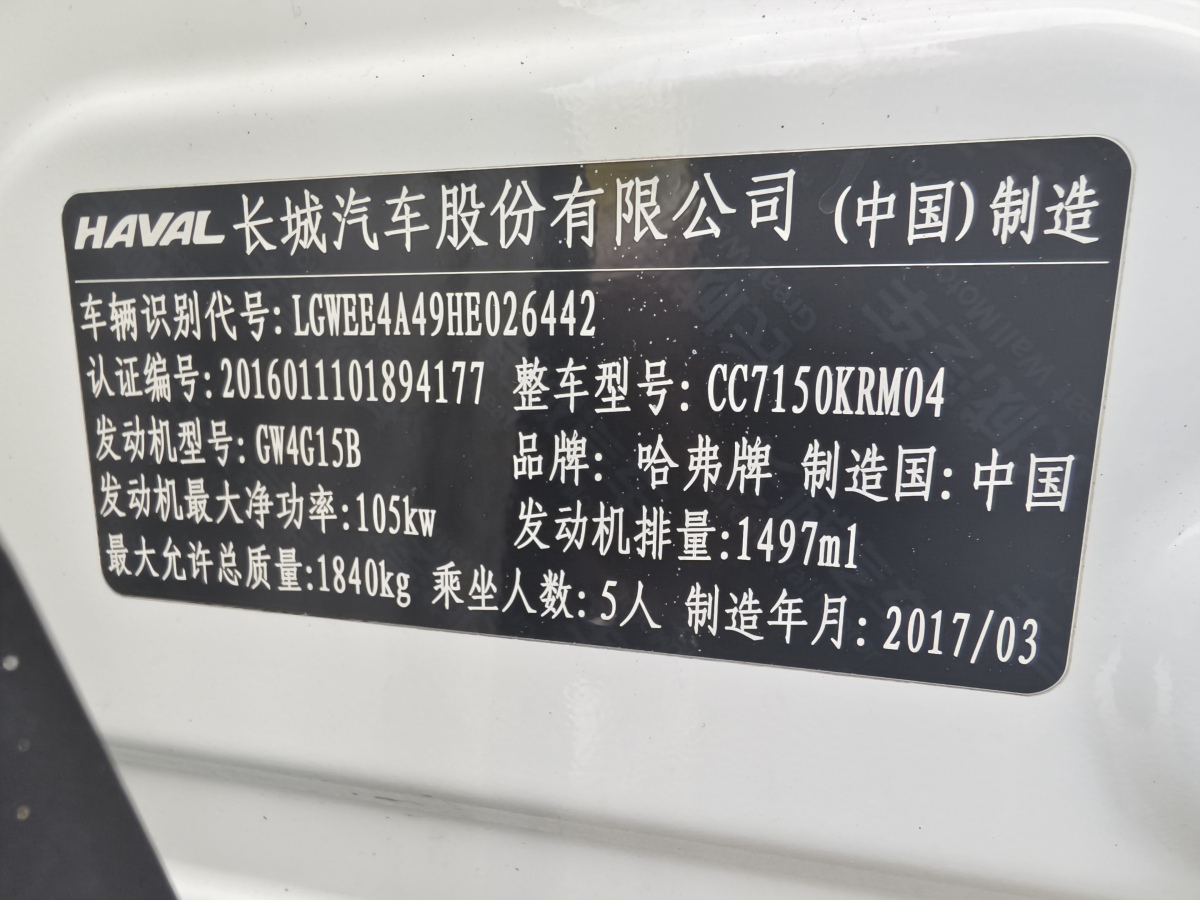 HAVAL 长城汽车股份有限公司 (中国)制造
车辆识别代号: LGWEE4A49HE026442
认证编号: 2016011101894177 整车型号: CC7150KRM04
发动机型号: GW4G15B 品牌: 哈弗牌 制造国: 中国
发动机最大净功率: 105kw 发动机排量: 1497ml
最大允许总质量: 1840kg 乘坐人数: 5人 制造年月: 2017/03